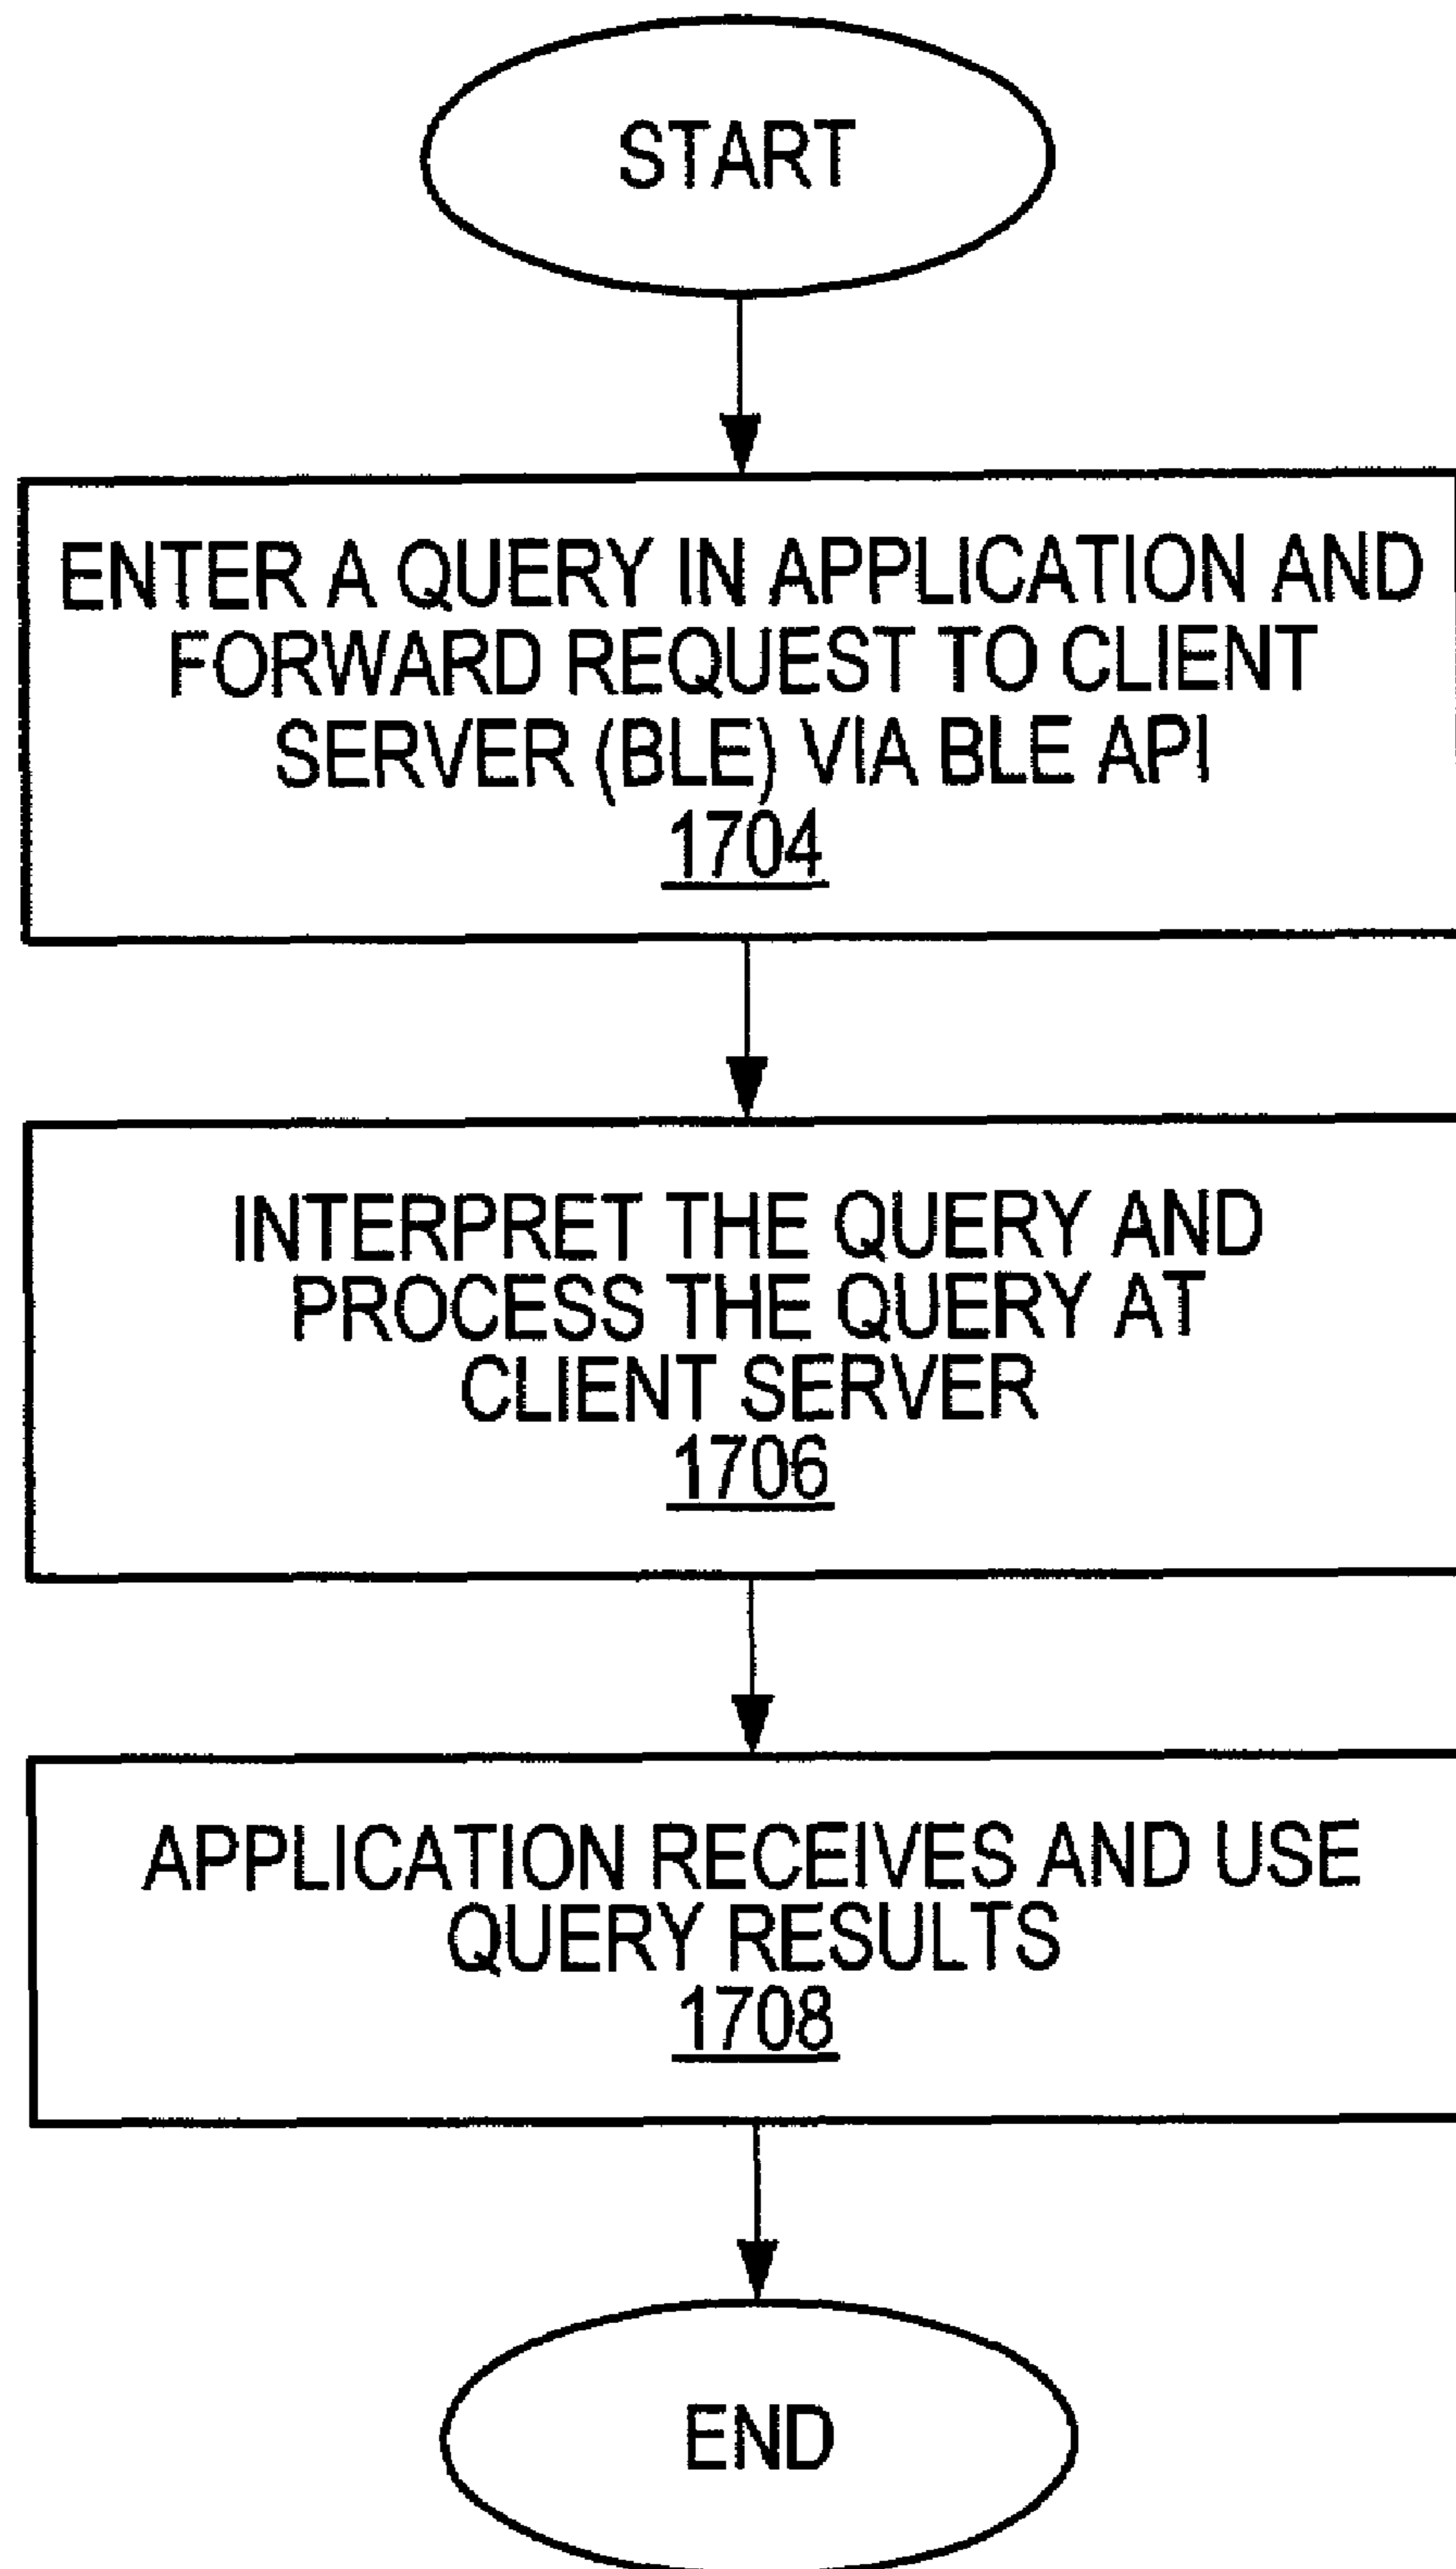 START
ENTER A QUERY IN APPLICATION AND
FORWARD REQUEST TO CLIENT
SERVER (BLE) VIA BLE API
1704
INTERPRET THE QUERY AND
PROCESS THE QUERY AT
CLIENT SERVER
1706
APPLICATION RECEIVES AND USE
QUERY RESULTS
1708
END